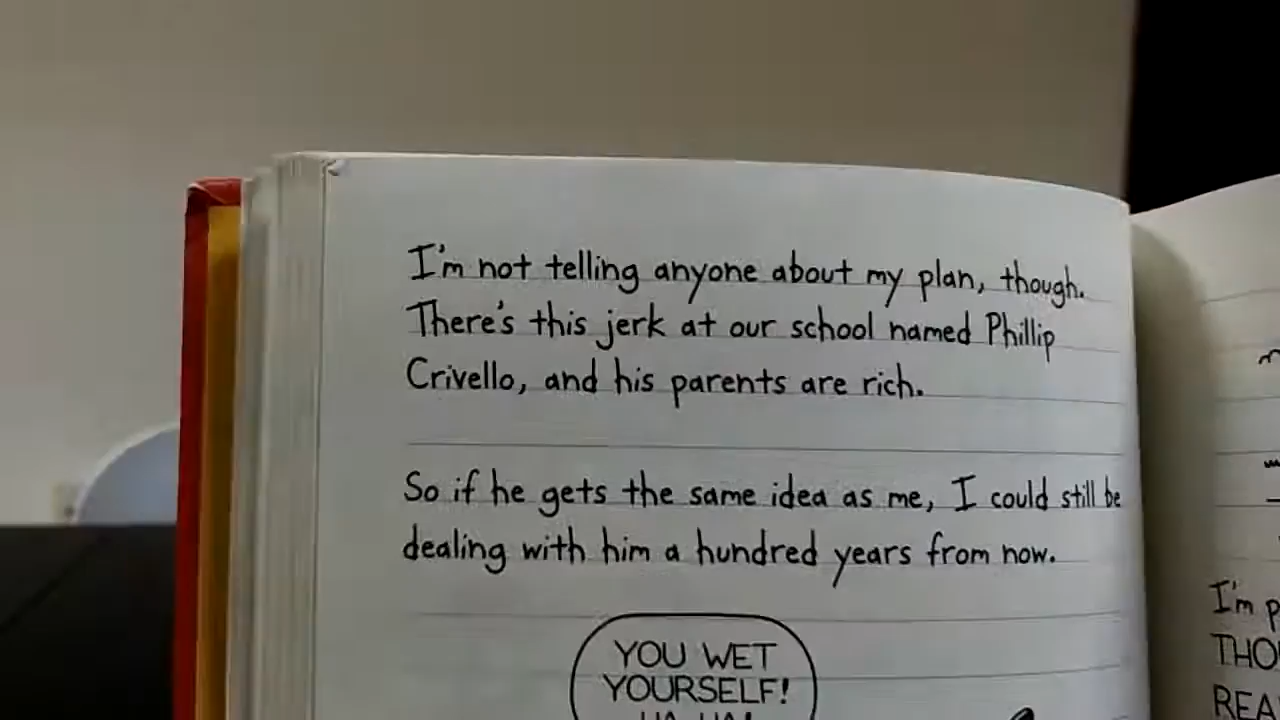 I'm not telling anyone about my plan, though.
There's this jerk at our school named Phillip
Crivello, and his parents are rich.
So if he gets the same idea as me, I could still be
dealing with him a hundred years from now.
YOU WET
YOURSELF!
HA HA!
I'm